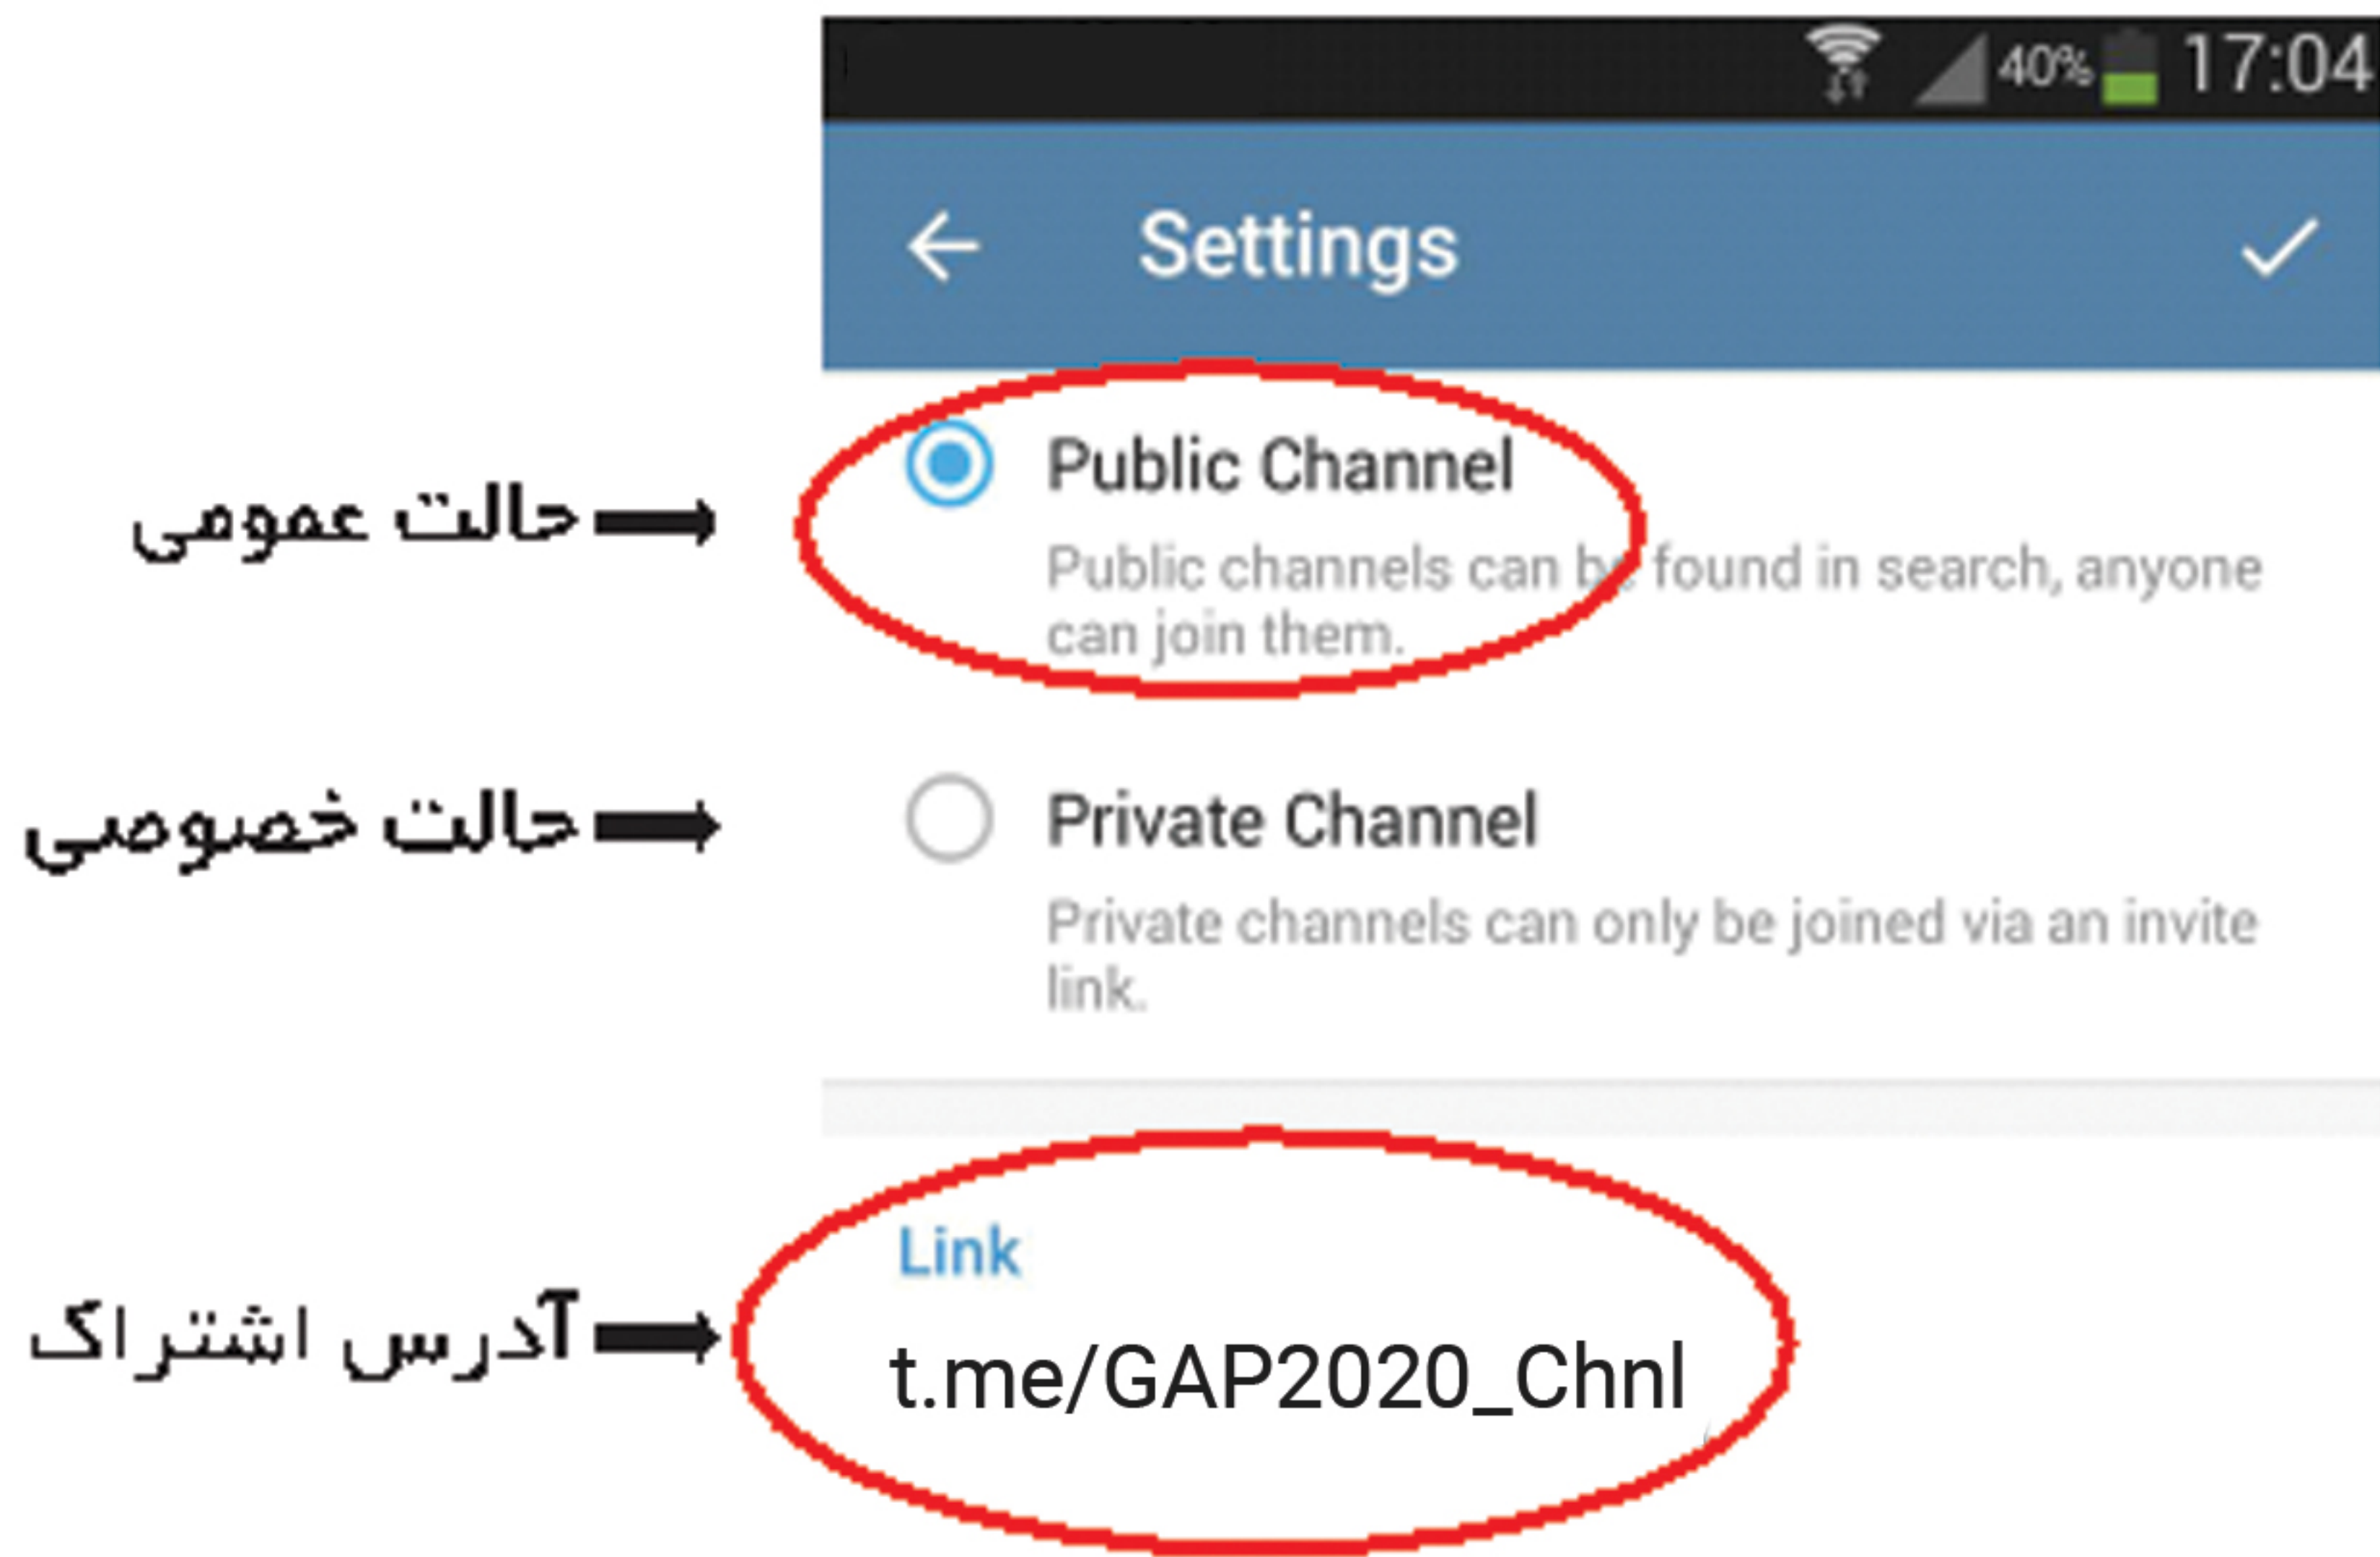 40% 17:04
Settings
حالت عمومی
Public Channel
Public channels can be found in search, anyone
can join them.
حالت خصوصی
Private Channel
Private channels can only be joined via an invite
link.
آدرس اشتراک
Link
t.me/GAP2020_Chnl